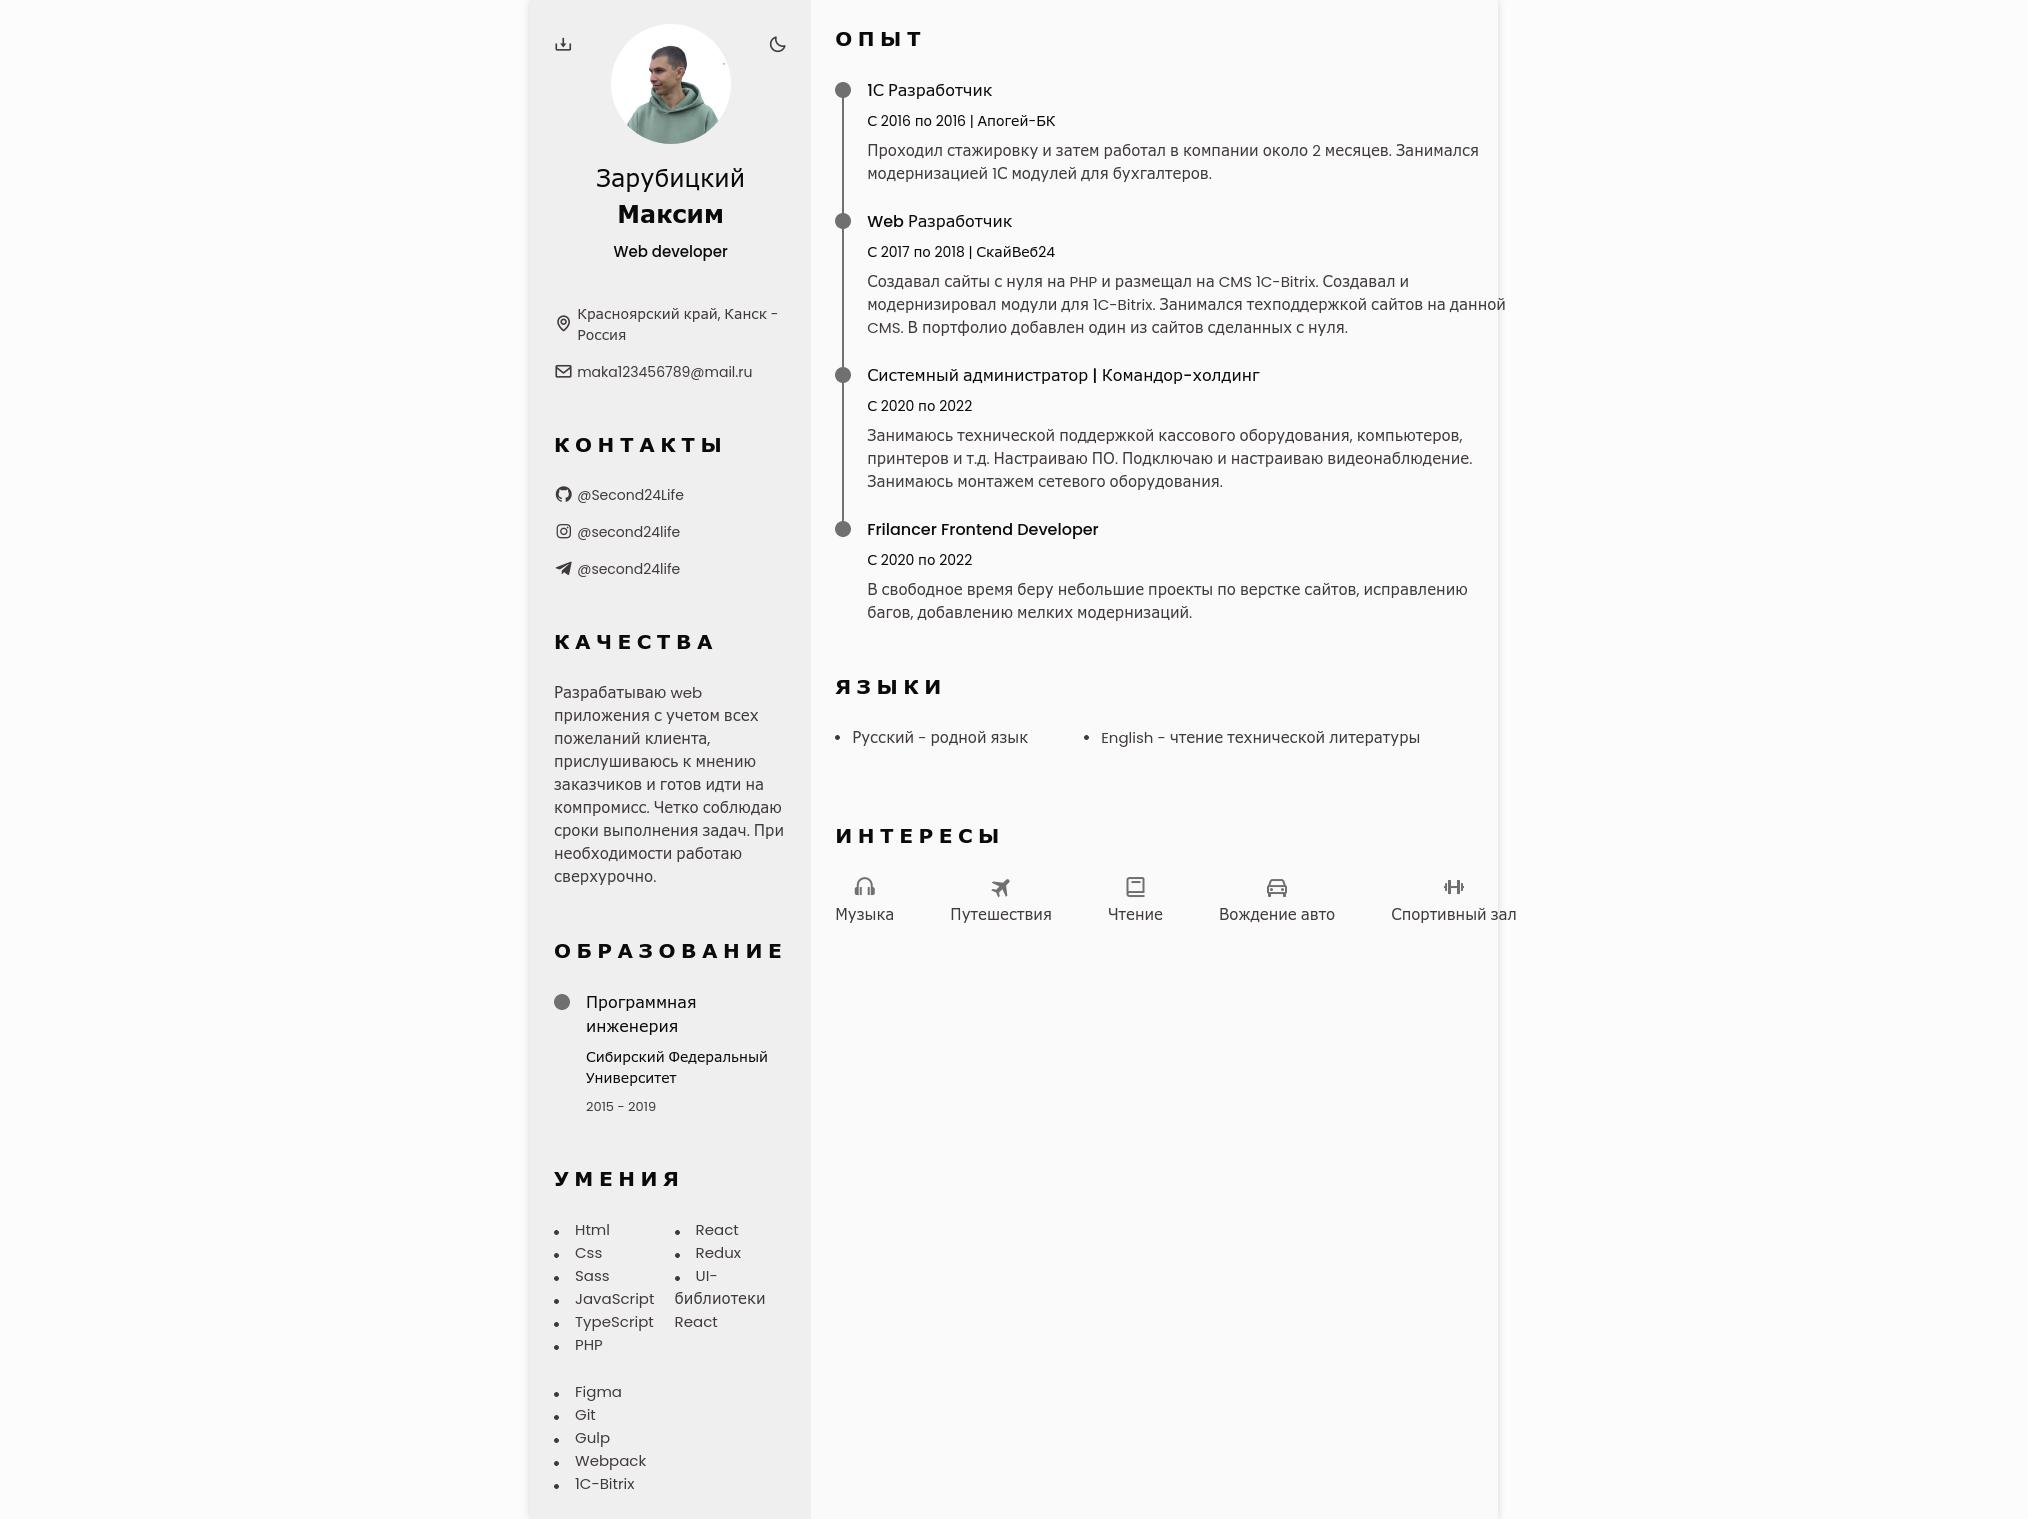 Зарубицкий
Максим
Web developer
Красноярский край, Канск -
Россия
maka123456789@mail.ru
КОНТАКТЫ
@Second24Life
@second24life
@second24life
КАЧЕСТВА
Разрабатываю web
приложения с учетом всех
пожеланий клиента,
прислушиваюсь к мнению
заказчиков и готов идти на
компромисс. Четко соблюдаю
сроки выполнения задач. При
необходимости работаю
сверхурочно.
ОБРАЗОВАНИЕ
Программная
инженерия
Сибирский Федеральный
Университет
2015 - 2019
УМЕНИЯ
Html
Css
Sass
JavaScript
TypeScript
PHP
React
Redux
UI-
библиотеки
React
Figma
Git
Gulp
Webpack
1C-Bitrix
ОПЫТ
1С Разработчик
С 2016 по 2016 | Апогей-БК
Проходил стажировку и затем работал в компании около 2 месяцев. Занимался
модернизацией 1С модулей для бухгалтеров.
Web Разработчик
С 2017 по 2018 | СкайВеб24
Создавал сайты с нуля на PHP и размещал на CMS 1C-Bitrix. Создавал и
модернизировал модули для 1C-Bitrix. Занимался техподдержкой сайтов на данной
CMS. В портфолио добавлен один из сайтов сделанных с нуля.
Системный администратор | Командор-холдинг
С 2020 по 2022
Занимаюсь технической поддержкой кассового оборудования, компьютеров,
принтеров и т.д. Настраиваю ПО. Подключаю и настраиваю видеонаблюдение.
Занимаюсь монтажем сетевого оборудования.
Frilancer Frontend Developer
С 2020 по 2022
В свободное время беру небольшие проекты по верстке сайтов, исправлению
багов, добавлению мелких модернизаций.
ЯЗЫКИ
Русский - родной язык
English - чтение технической литературы
ИНТЕРЕСЫ
Музыка
Путешествия
Чтение
Вождение авто
Спортивный зал